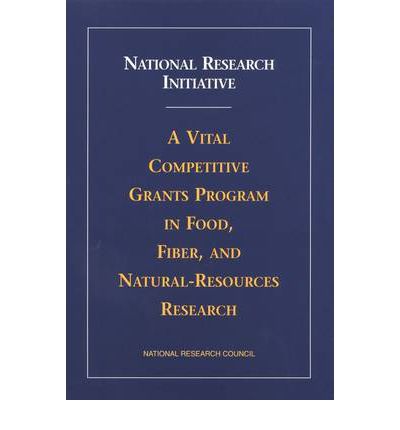 NATIONAL RESEARCH
INITIATIVE
A VITAL
COMPETITIVE
GRANTS PROGRAM
IN FOOD,
FIBER, AND
NATURAL-RESOURCES
RESEARCH
NATIONAL RESEARCH COUNCIL